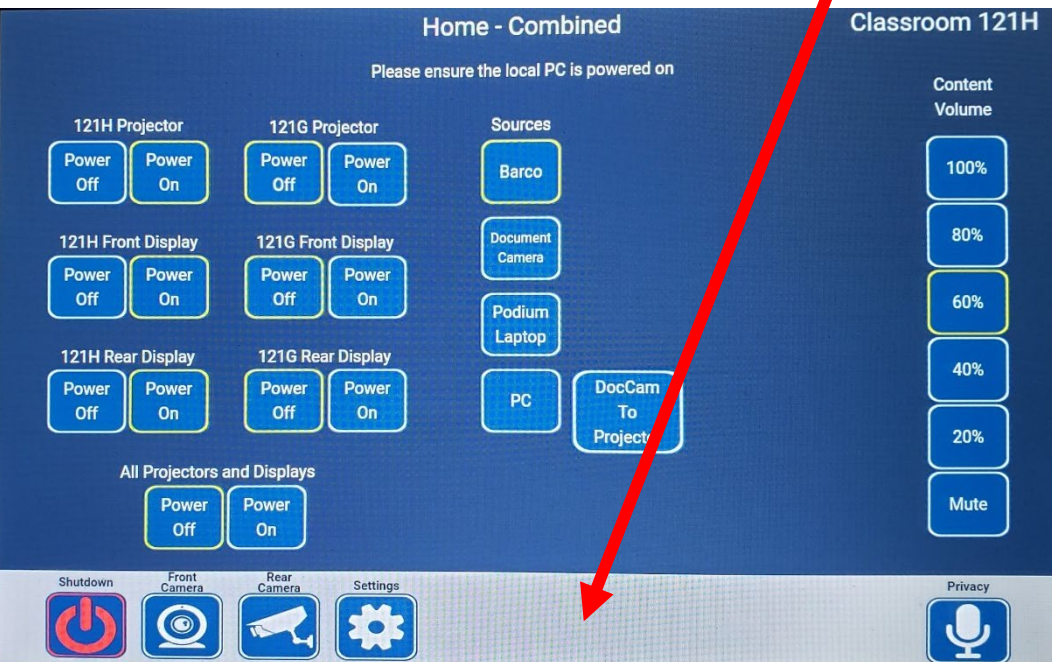 Home - Combined
Classroom 121H
Please ensure the local PC is powered on
121H Projector
Power
Off
Power
On
121G Projector
Power
Off
Power
On
121H Front Display
Power
Off
Power
On
121G Front Display
Power
Off
Power
On
121H Rear Display
Power
Off
Power
On
121G Rear Display
Power
Off
Power
On
All Projectors and Displays
Power
Off
Power
On
Sources
Barco
Document
Camera
Podium
Laptop
PC
DocCam
To
Projecto
Content
Volume
100%
80%
60%
40%
20%
Mute
Shutdown
Front
Camera
Rear
Camera
Settings
Privacy